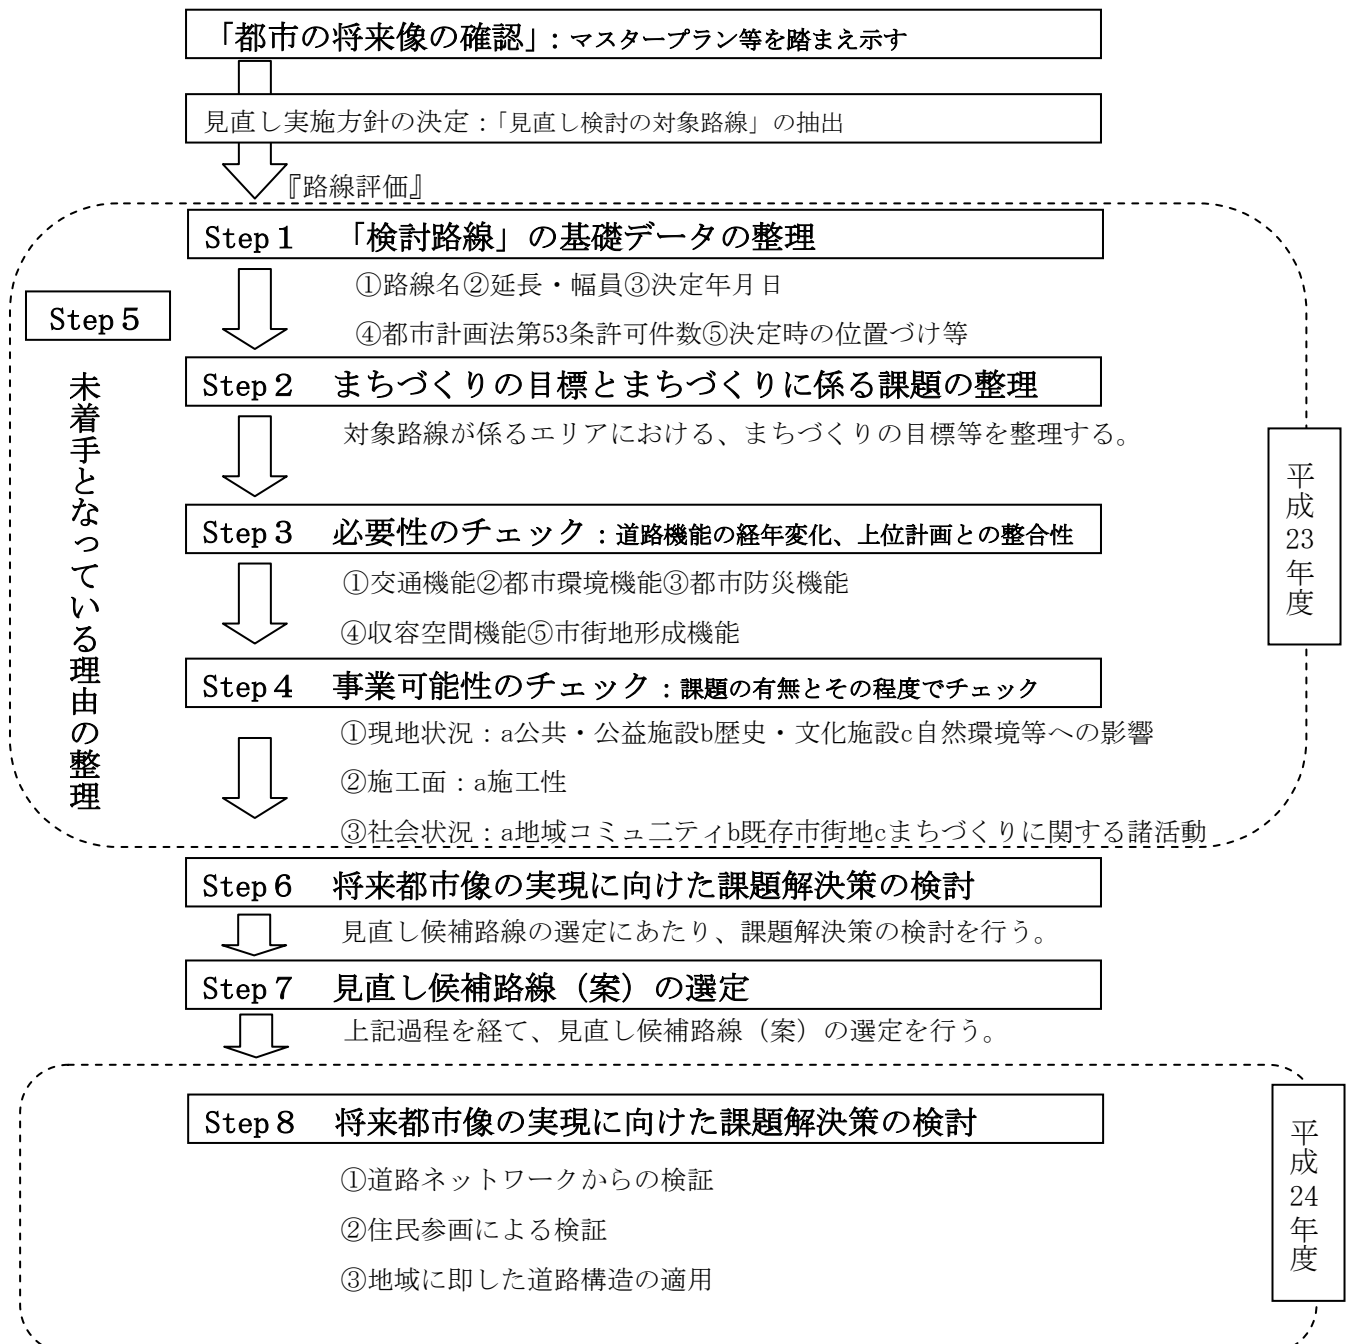 「都市の将来像の確認」：マスタープラン等を踏まえ示す
見直し実施方針の決定：「見直し検討の対象路線」の抽出
『路線評価』
Step１　「検討路線」の基礎データの整理
①路線名②延長・幅員③決定年月日
④都市計画法第53条許可件数⑤決定時の位置づけ等
Step５
未着手となっている理由の整理
Step２　まちづくりの目標とまちづくりに係る課題の整理
対象路線が係るエリアにおける、まちづくりの目標等を整理する。
Step３　必要性のチェック：道路機能の経年変化、上位計画との整合性
①交通機能②都市環境機能③都市防災機能
④収容空間機能⑤市街地形成機能
平成23年度
Step４　事業可能性のチェック：課題の有無とその程度でチェック
①現地状況：a公共・公益施設b歴史・文化施設c自然環境等への影響
②施工面：a施工性
③社会状況：a地域コミュ二ティb既存市街地cまちづくりに関する諸活動
Step６　将来都市像の実現に向けた課題解決策の検討
見直し候補路線の選定にあたり、課題解決策の検討を行う。
Step７　見直し候補路線（案）の選定
上記過程を経て、見直し候補路線（案）の選定を行う。
Step８　将来都市像の実現に向けた課題解決策の検討
①道路ネットワークからの検証
②住民参画による検証
③地域に即した道路構造の適用
平成24年度